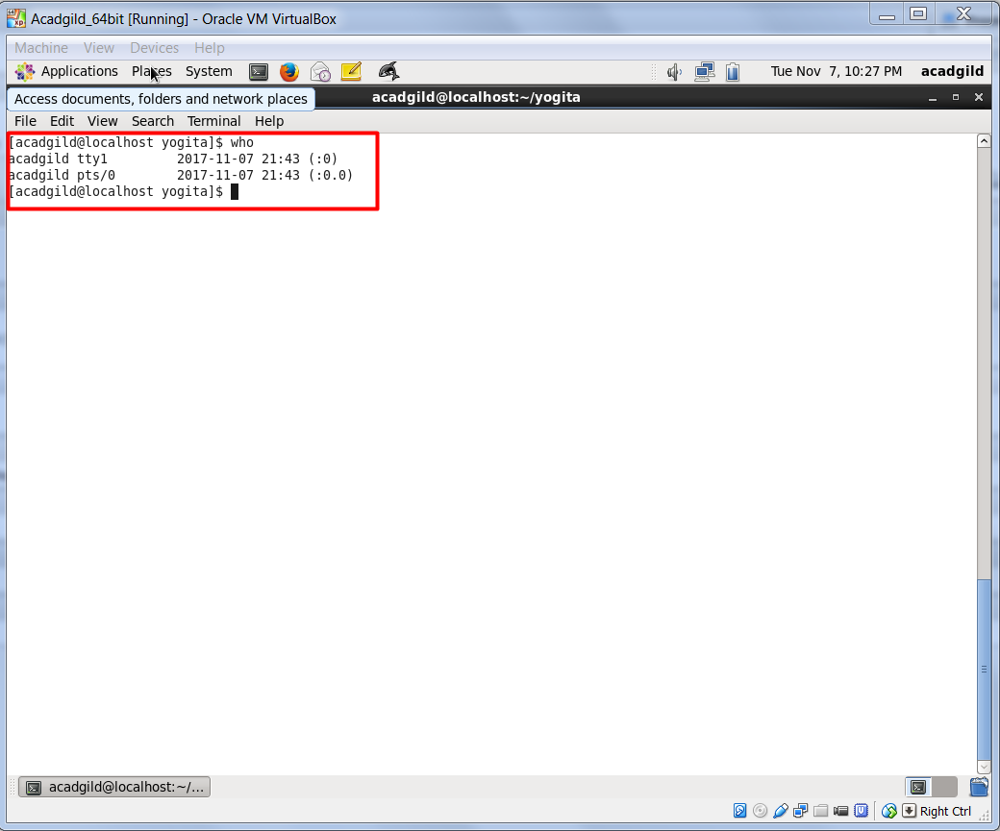 Acadgild_64bit [Running] - Oracle VM VirtualBox
Machine View Devices Help
Applications Places System Tue Nov 7, 10:27 PM acadgild
Access documents, folders and network places
acadgild@localhost:~/yogita
File Edit View Search Terminal Help
[acadgild@localhost yogita]$ who
acadgild tty1         2017-11-07 21:43 (:0)
acadgild pts/0        2017-11-07 21:43 (:0.0)
[acadgild@localhost yogita]$
acadgild@localhost:~/...
Right Ctrl